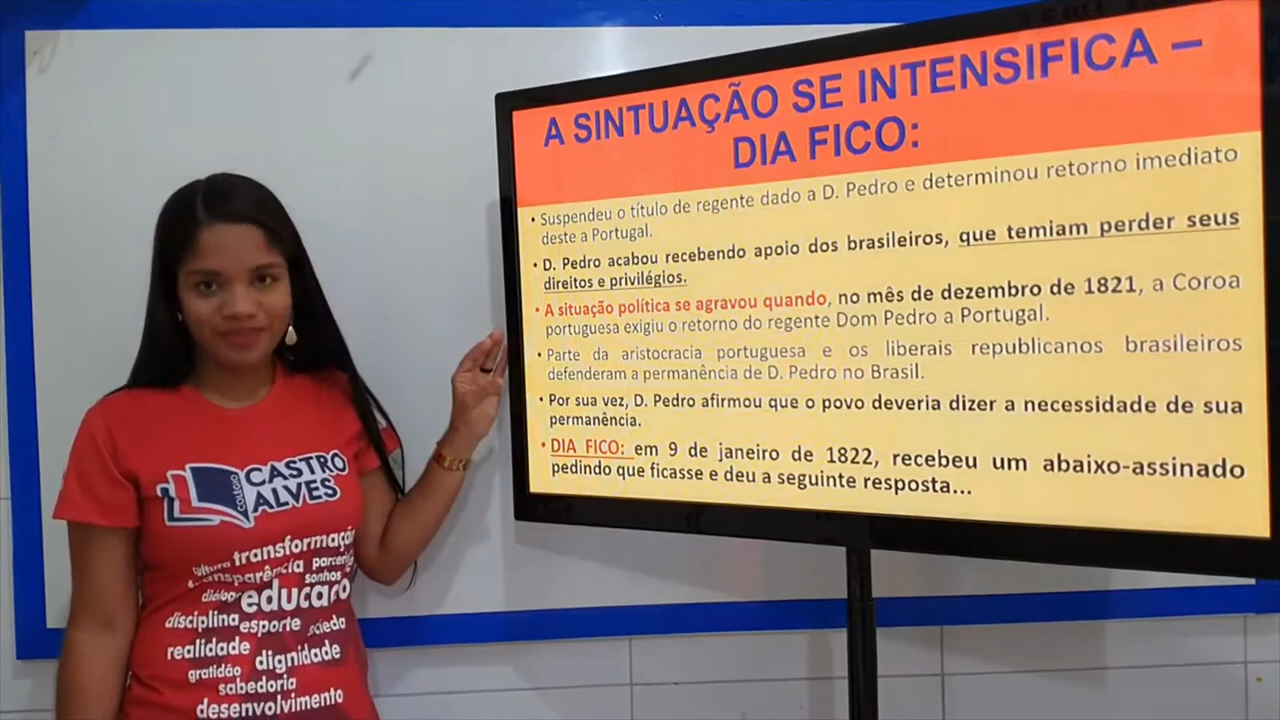 A SINTUAÇÃO SE INTENSIFICA –
DIA FICO:
• Suspendeu o título de regente dado a D. Pedro e determinou retorno imediato
deste a Portugal.
• D. Pedro acabou recebendo apoio dos brasileiros, que temiam perder seus
direitos e privilégios.
• A situação política se agravou quando, no mês de dezembro de 1821, a Coroa
portuguesa exigiu o retorno do regente Dom Pedro a Portugal.
• Parte da aristocracia portuguesa e os liberais republicanos brasileiros
defenderam a permanência de D. Pedro no Brasil.
• Por sua vez, D. Pedro afirmou que o povo deveria dizer a necessidade de sua
permanência.
• DIA FICO: em 9 de janeiro de 1822, recebeu um abaixo-assinado
pedindo que ficasse e deu a seguinte resposta...
COLÉGIO
CASTRO
ALVES
cultura transformação
sonhos
educaro
disciplina esporte
realidade
gratidão dignidade
sabedoria
desenvolvimento